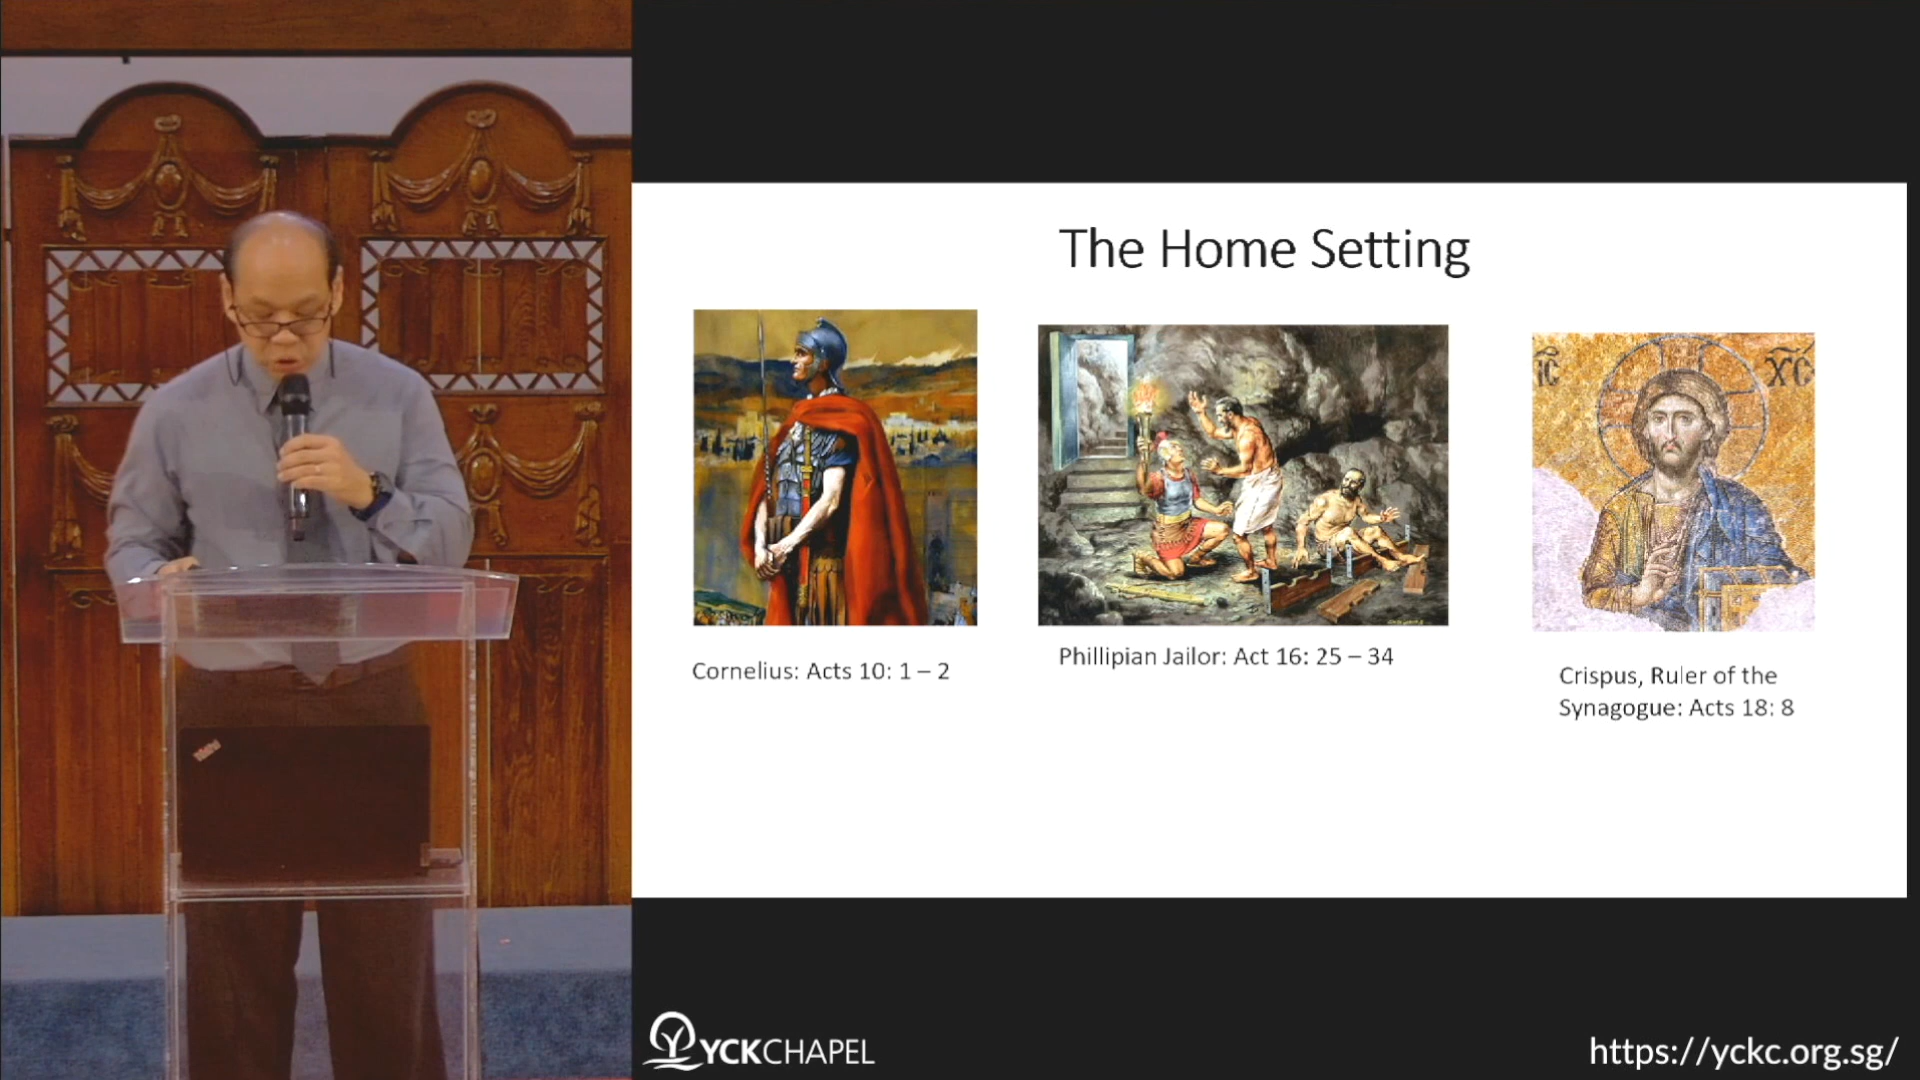 The Home Setting
IC
XC
Cornelius: Acts 10: 1 – 2
Phillipian Jailor: Act 16: 25 – 34
Crispus, Ruler of the
Synagogue: Acts 18: 8
YCKCHAPEL
https://yckc.org.sg/